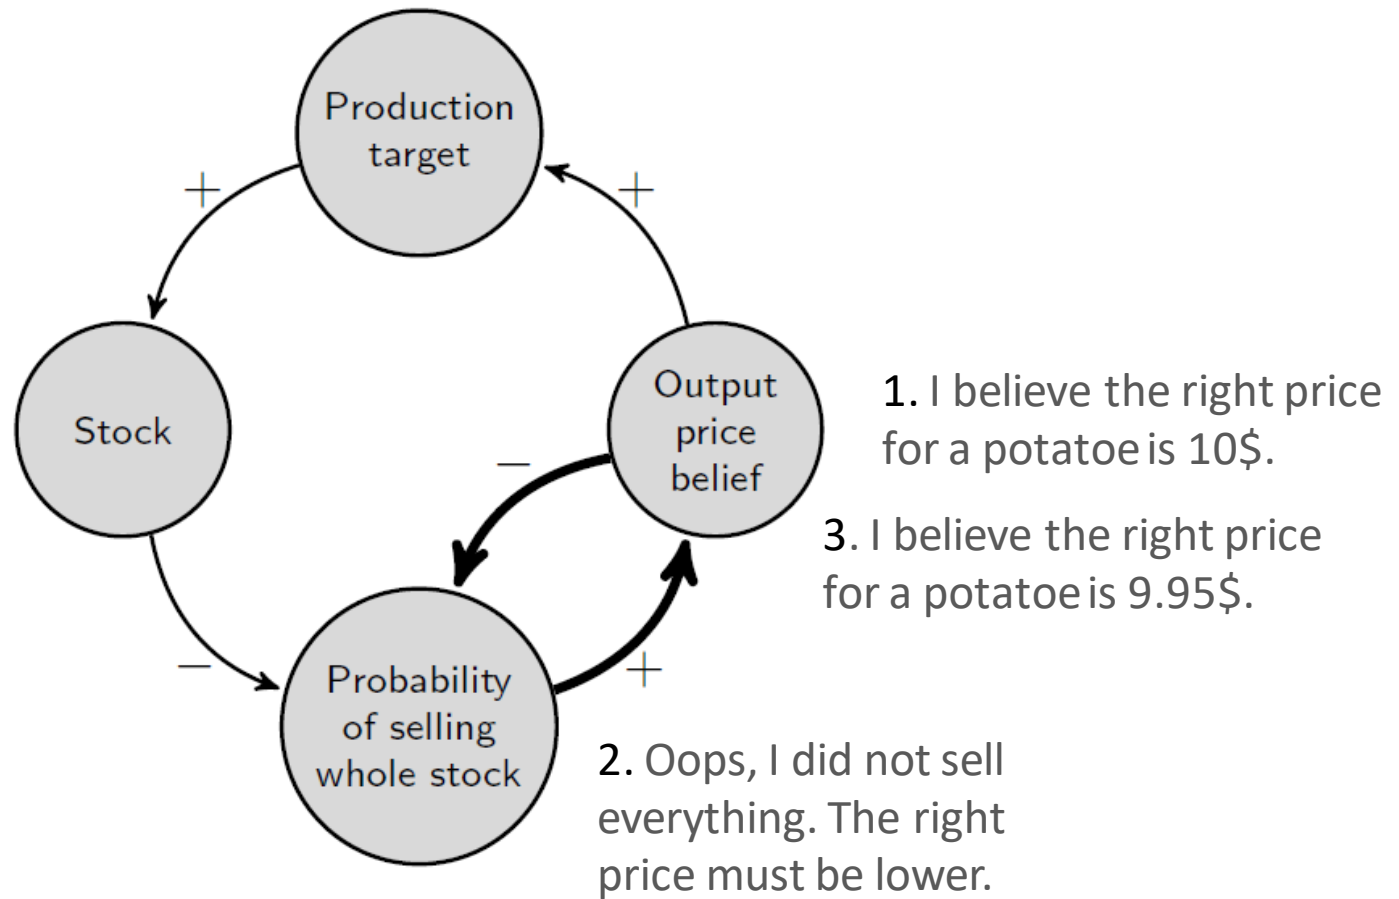 Production
target
+
+
Stock
Output
price
belief
1. I believe the right price
for a potatoe is 10$.
−
3. I believe the right price
for a potatoe is 9.95$.
−
+
Probability
of selling
whole stock
2. Oops, I did not sell
everything. The right
price must be lower.